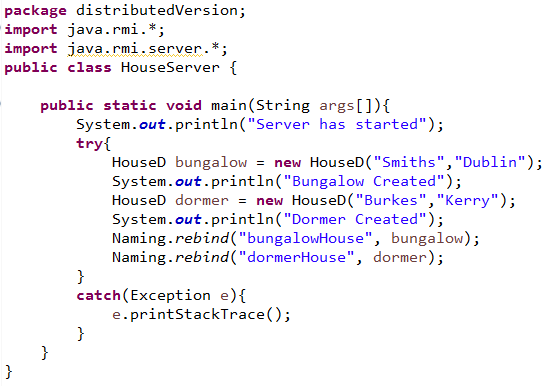 package distributedVersion;
import java.rmi.*;
import java.rmi.server.*;
public class HouseServer {
public static void main(String args[]){
System.out.println("Server has started");
try{
HouseD bungalow = new HouseD("Smiths","Dublin");
System.out.println("Bungalow Created");
HouseD dormer = new HouseD("Burkes","Kerry");
System.out.println("Dormer Created");
Naming.rebind("bungalowHouse", bungalow);
Naming.rebind("dormerHouse", dormer);
}
catch(Exception e){
e.printStackTrace();
}
}
}